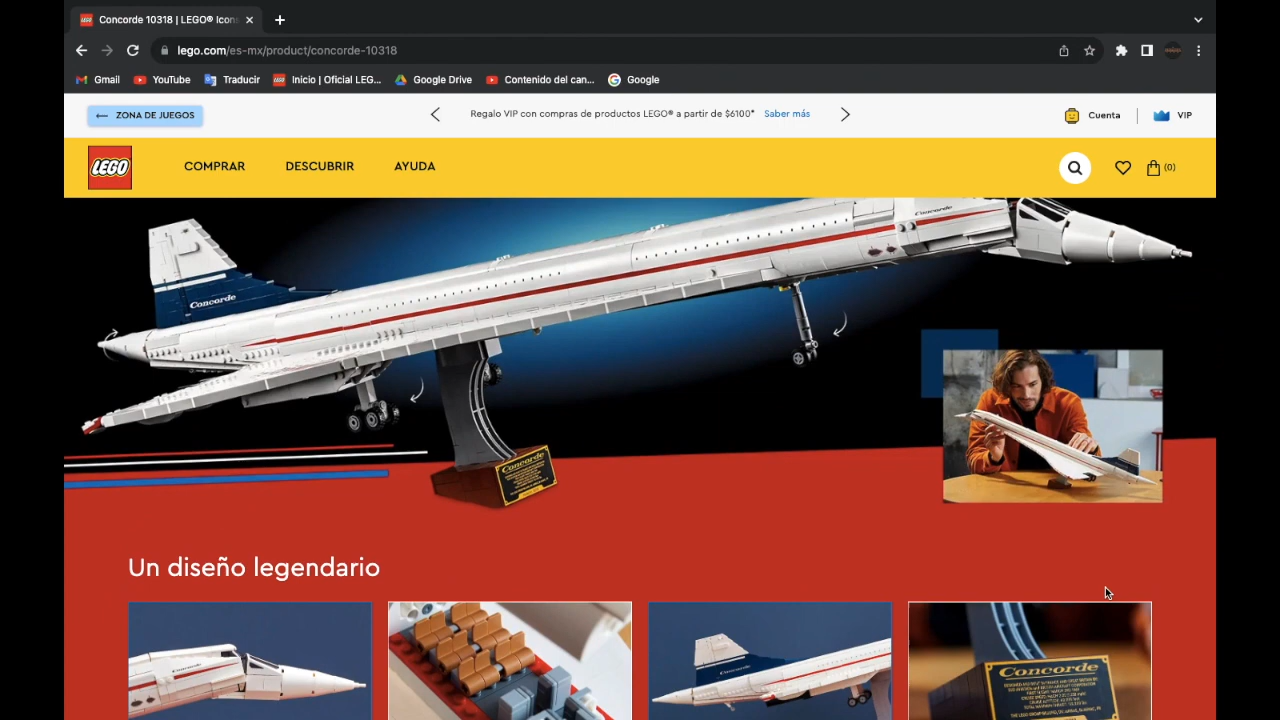 Concorde 10318 | LEGO® Icons
lego.com/es-mx/product/concorde-10318
Gmail
YouTube
Traducir
Inicio | Oficial LEG...
Google Drive
Contenido del can...
Google
ZONA DE JUEGOS
Regalo VIP con compras de productos LEGO® a partir de $6100* Saber más
Cuenta
VIP
LEGO
COMPRAR
DESCUBRIR
AYUDA
(0)
Concorde
Concorde
Concorde
Un diseño legendario
Concorde